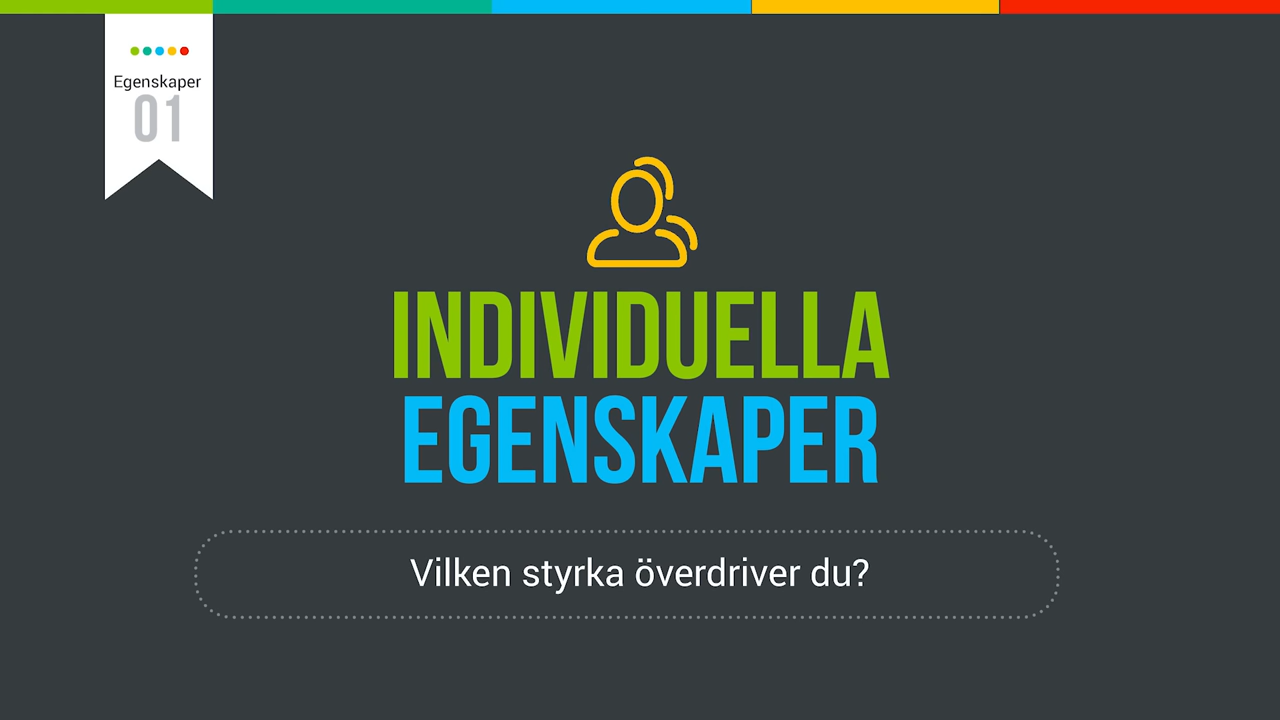 Egenskaper
01
INDIVIDUELLA
EGENSKAPER
Vilken styrka överdriver du?